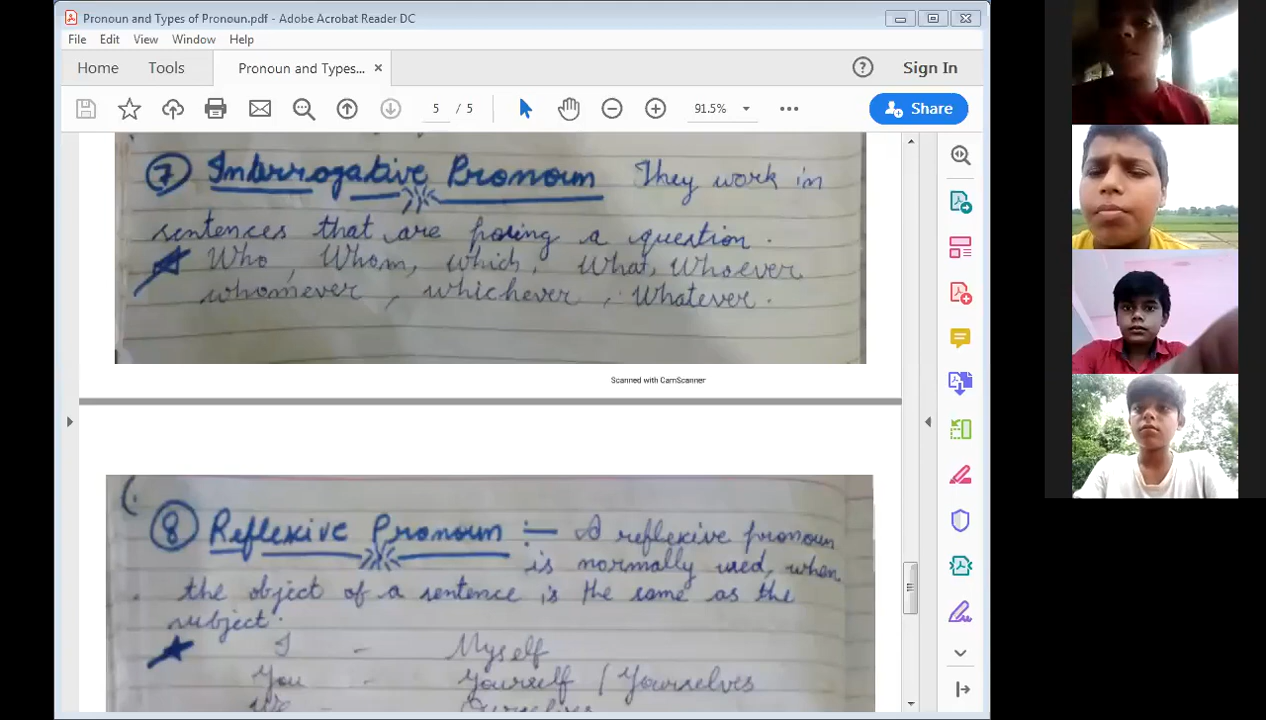 Pronoun and Types of Pronoun.pdf - Adobe Acrobat Reader DC
File Edit View Window Help
Home Tools Pronoun and Types... × Sign In
5 / 5 91.5% Share
7 Interrogative Pronoun They work in
sentences that are posing a question.
Who, Whom, which, What, Whoever
whomever, whichever, Whatever.
Scanned with CamScanner
8 Reflexive Pronoun :- A reflexive pronoun
is normally used, when
the object of a sentence is the same as the
subject.
I - Myself
You - Yourself / Yourselves
We - Ourselves